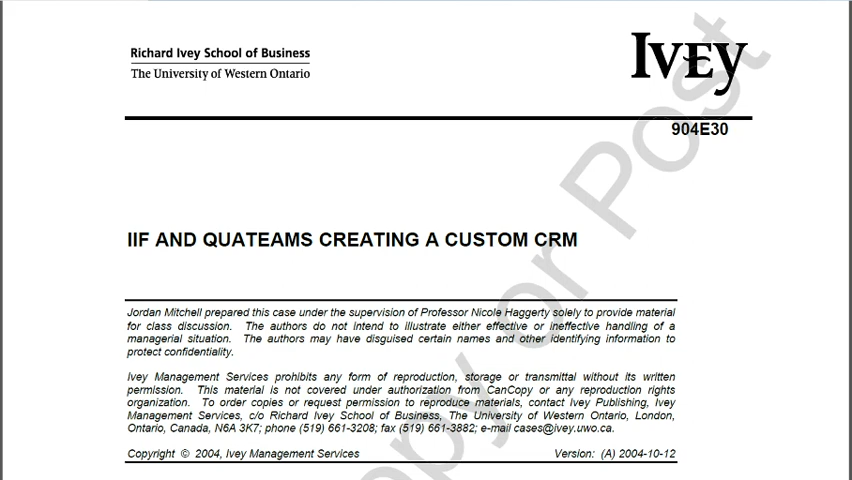 Richard Ivey School of Business
The University of Western Ontario
IVEY
904E30
IIF AND QUATEAMS CREATING A CUSTOM CRM
Jordan Mitchell prepared this case under the supervision of Professor Nicole Haggerty solely to provide material
for class discussion. The authors do not intend to illustrate either effective or ineffective handling of a
managerial situation. The authors may have disguised certain names and other identifying information to
protect confidentiality.
Ivey Management Services prohibits any form of reproduction, storage or transmittal without its written
permission. This material is not covered under authorization from CanCopy or any reproduction rights
organization. To order copies or request permission to reproduce materials, contact Ivey Publishing, Ivey
Management Services, c/o Richard Ivey School of Business, The University of Western Ontario, London,
Ontario, Canada, N6A 3K7; phone (519) 661-3208; fax (519) 661-3882; e-mail cases@ivey.uwo.ca.
Copyright © 2004, Ivey Management Services Version: (A) 2004-10-12
opy or Post